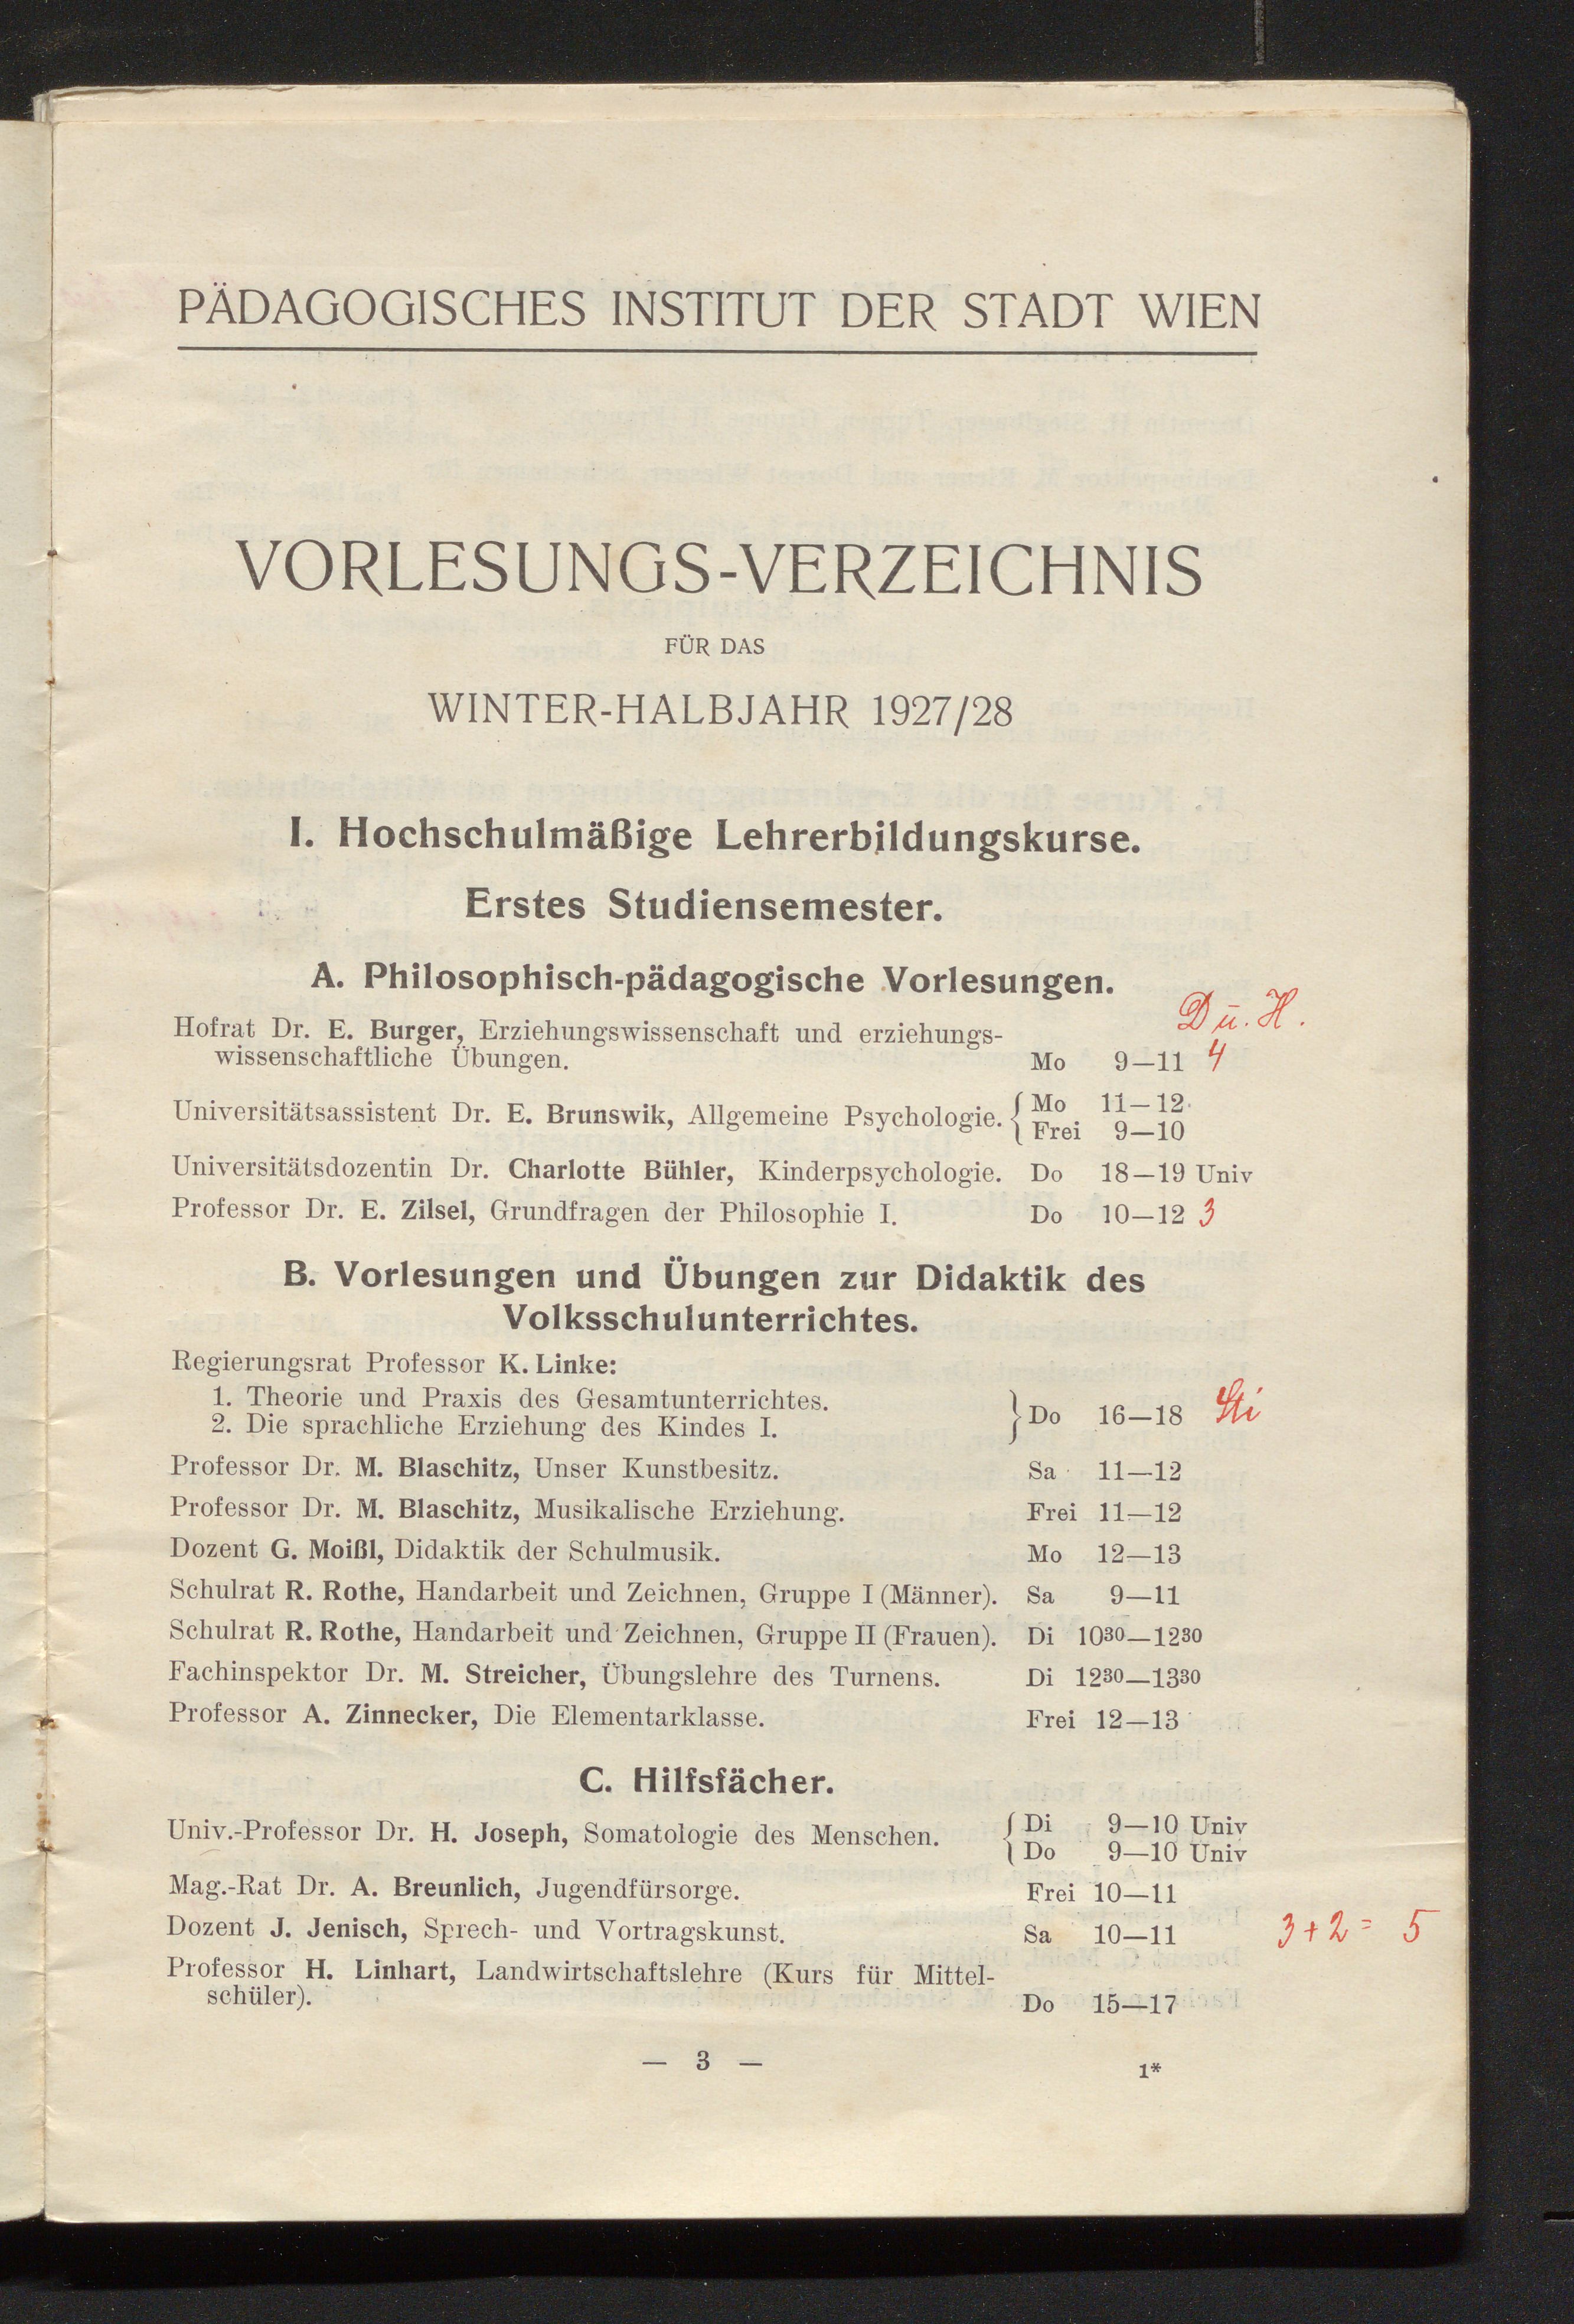 PÄDAGOGISCHES INSTITUT DER STADT WIEN
VORLESUNGS-VERZEICHNIS
FÜR DAS
WINTER-HALBJAHR 1927/28
I. Hochschulmäßige Lehrerbildungskurse.
Erstes Studiensemester.
A. Philosophisch-pädagogische Vorlesungen.
D u. H.
Hofrat Dr. E. Burger, Erziehungswissenschaft und erziehungs-
wissenschaftliche Übungen. Mo 9—11 4
Universitätsassistent Dr. E. Brunswik, Allgemeine Psychologie. { Mo 11—12
Frei 9—10
Universitätsdozentin Dr. Charlotte Bühler, Kinderpsychologie. Do 18—19 Univ
Professor Dr. E. Zilsel, Grundfragen der Philosophie I. Do 10—12 3
B. Vorlesungen und Übungen zur Didaktik des
Volksschulunterrichtes.
Regierungsrat Professor K. Linke:
1. Theorie und Praxis des Gesamtunterrichtes.
2. Die sprachliche Erziehung des Kindes I. } Do 16—18
Professor Dr. M. Blaschitz, Unser Kunstbesitz. Sa 11—12
Professor Dr. M. Blaschitz, Musikalische Erziehung. Frei 11—12
Dozent G. Moißl, Didaktik der Schulmusik. Mo 12—13
Schulrat R. Rothe, Handarbeit und Zeichnen, Gruppe I (Männer). Sa 9—11
Schulrat R. Rothe, Handarbeit und Zeichnen, Gruppe II (Frauen). Di 10³⁰—12³⁰
Fachinspektor Dr. M. Streicher, Übungslehre des Turnens. Di 12³⁰—13³⁰
Professor A. Zinnecker, Die Elementarklasse. Frei 12—13
C. Hilfsfächer.
Univ.-Professor Dr. H. Joseph, Somatologie des Menschen. { Di 9—10 Univ
Do 9—10 Univ
Mag.-Rat Dr. A. Breunlich, Jugendfürsorge. Frei 10—11
Dozent J. Jenisch, Sprech- und Vortragskunst. Sa 10—11 3+2= 5
Professor H. Linhart, Landwirtschaftslehre (Kurs für Mittel-
schüler). Do 15—17
— 3 —
1*